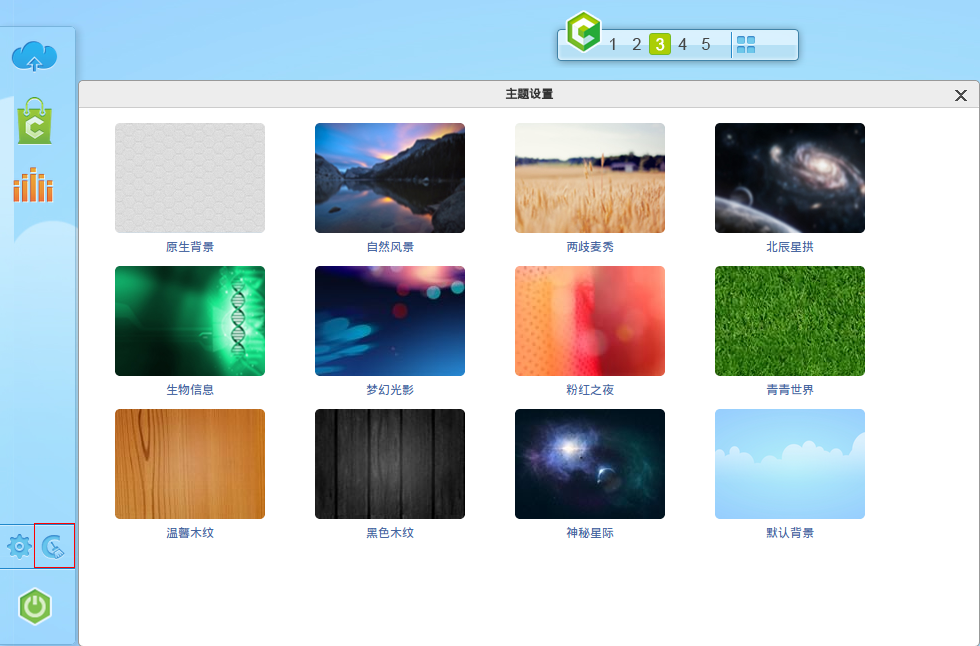 1 2 3 4 5
主题设置
原生背景 自然风景 两歧麦秀 北辰星拱
生物信息 梦幻光影 粉红之夜 青青世界
温馨木纹 黑色木纹 神秘星际 默认背景